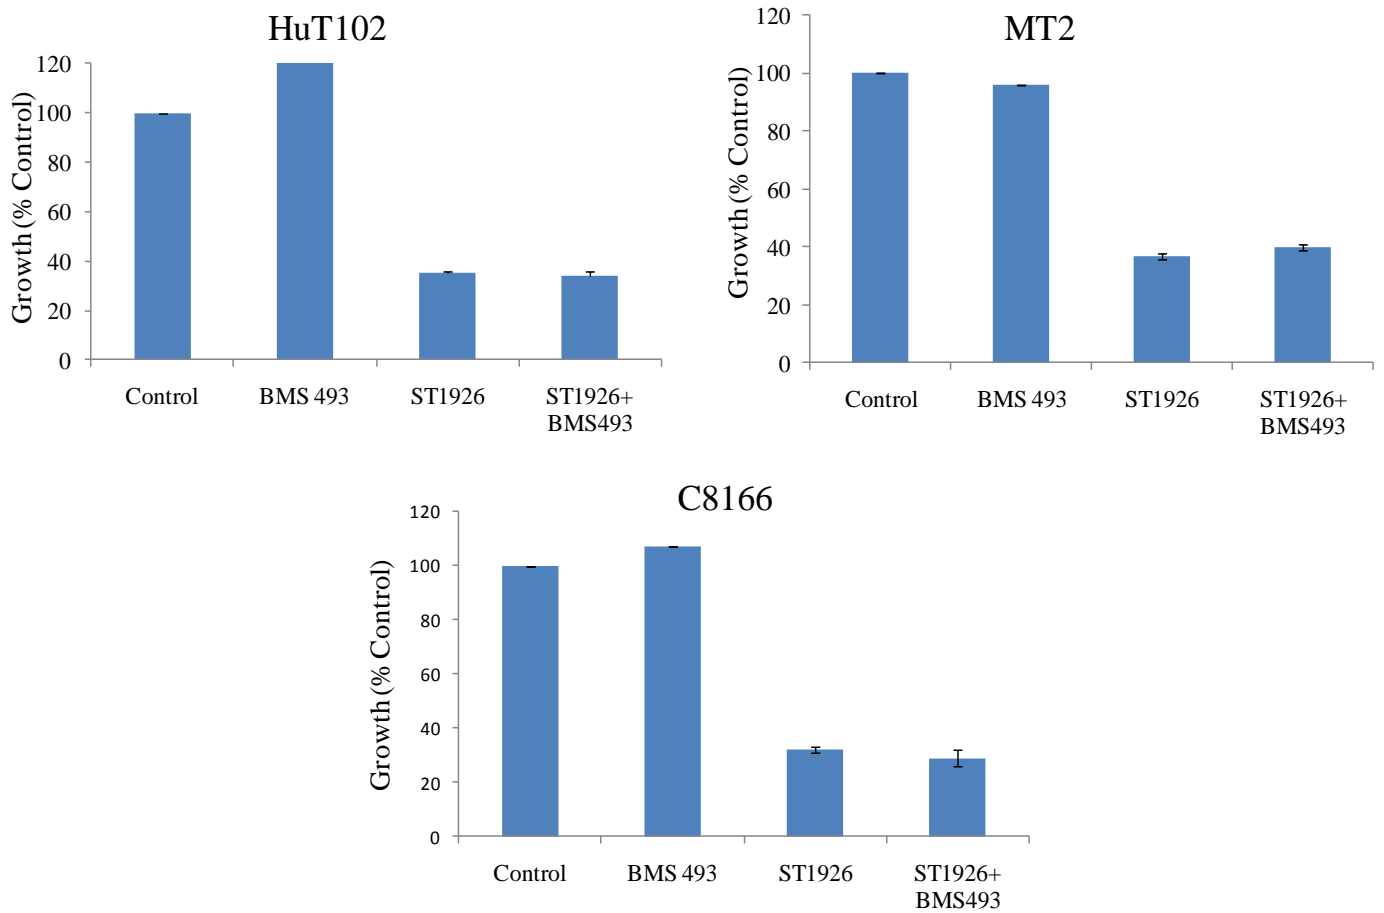 HuT102
Growth (% Control)
120
100
80
60
40
20
0
Control
BMS 493
ST1926
ST1926+
BMS493
MT2
Growth (% Control)
120
100
80
60
40
20
0
Control
BMS 493
ST1926
ST1926+
BMS493
C8166
Growth (% Control)
120
100
80
60
40
20
0
Control
BMS 493
ST1926
ST1926+
BMS493